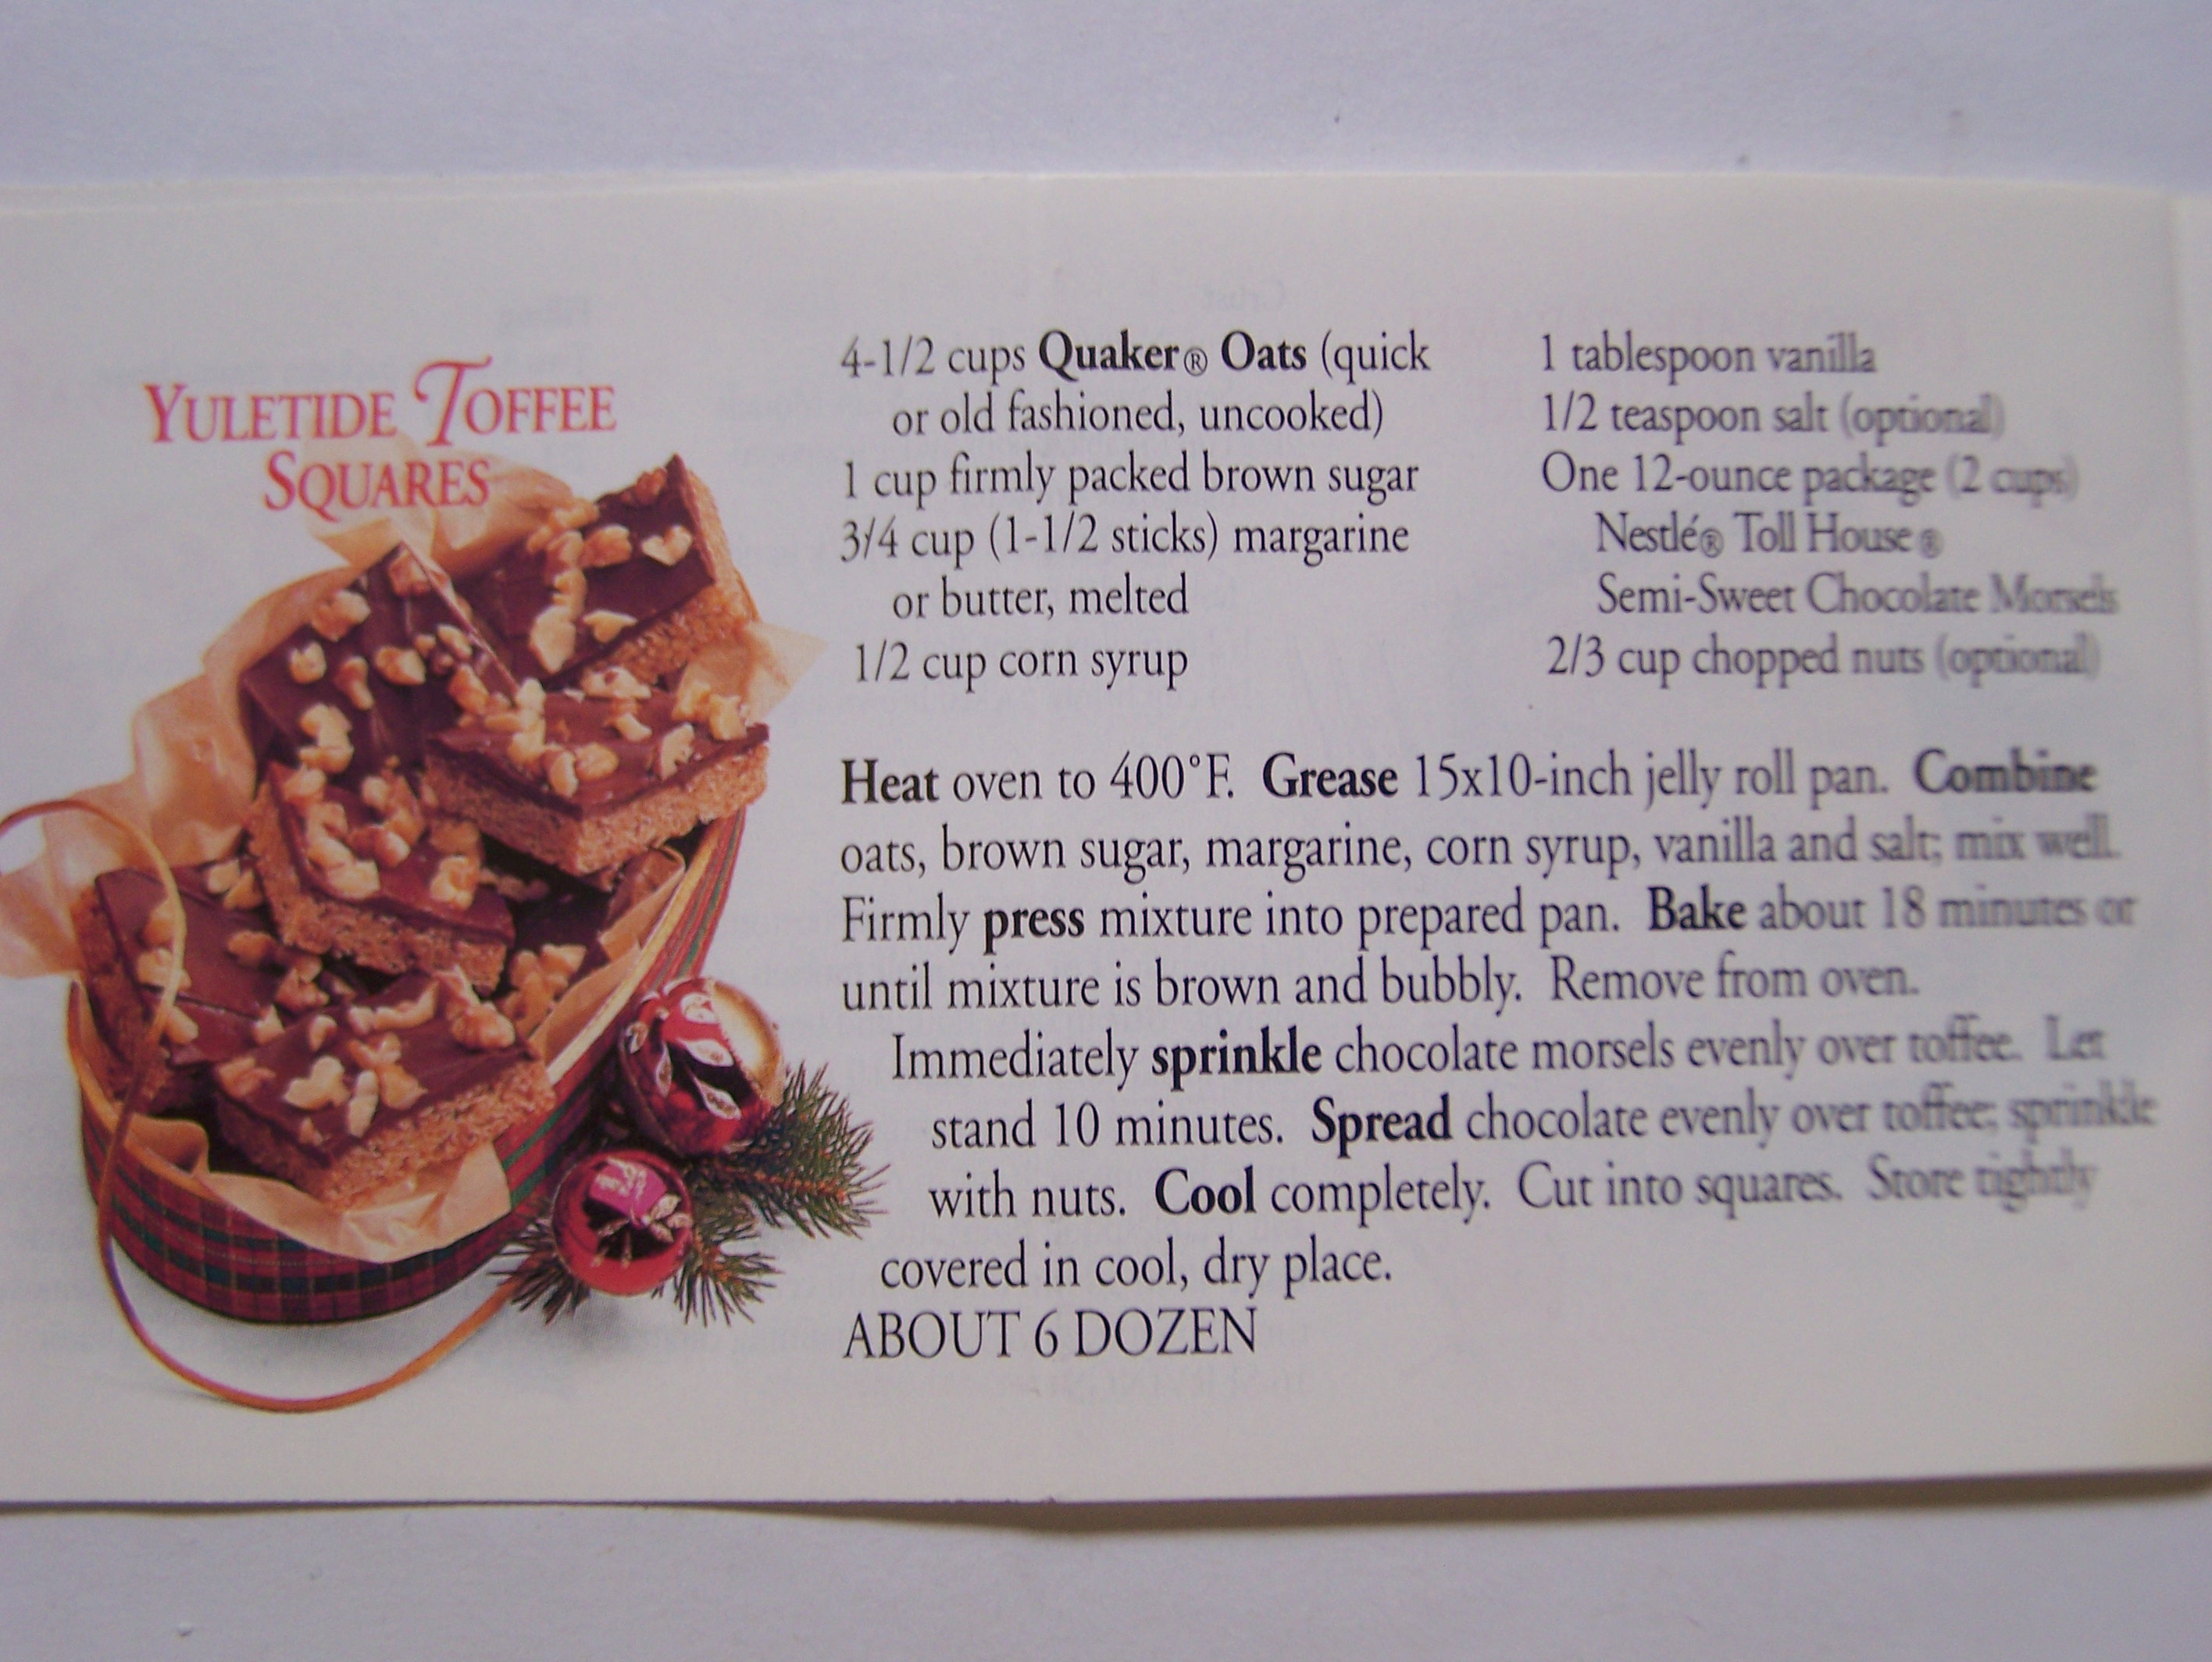 YULETIDE TOFFEE
SQUARES
4-1/2 cups Quaker® Oats (quick
or old fashioned, uncooked)
1 cup firmly packed brown sugar
3/4 cup (1-1/2 sticks) margarine
or butter, melted
1/2 cup corn syrup
1 tablespoon vanilla
1/2 teaspoon salt (optional)
One 12-ounce package (2 cups)
Nestlé® Toll House®
Semi-Sweet Chocolate Morsels
2/3 cup chopped nuts (optional)
Heat oven to 400°F. Grease 15x10-inch jelly roll pan. Combine
oats, brown sugar, margarine, corn syrup, vanilla and salt; mix well.
Firmly press mixture into prepared pan. Bake about 18 minutes or
until mixture is brown and bubbly. Remove from oven.
Immediately sprinkle chocolate morsels evenly over toffee. Let
stand 10 minutes. Spread chocolate evenly over toffee; sprinkle
with nuts. Cool completely. Cut into squares. Store tightly
covered in cool, dry place.
ABOUT 6 DOZEN